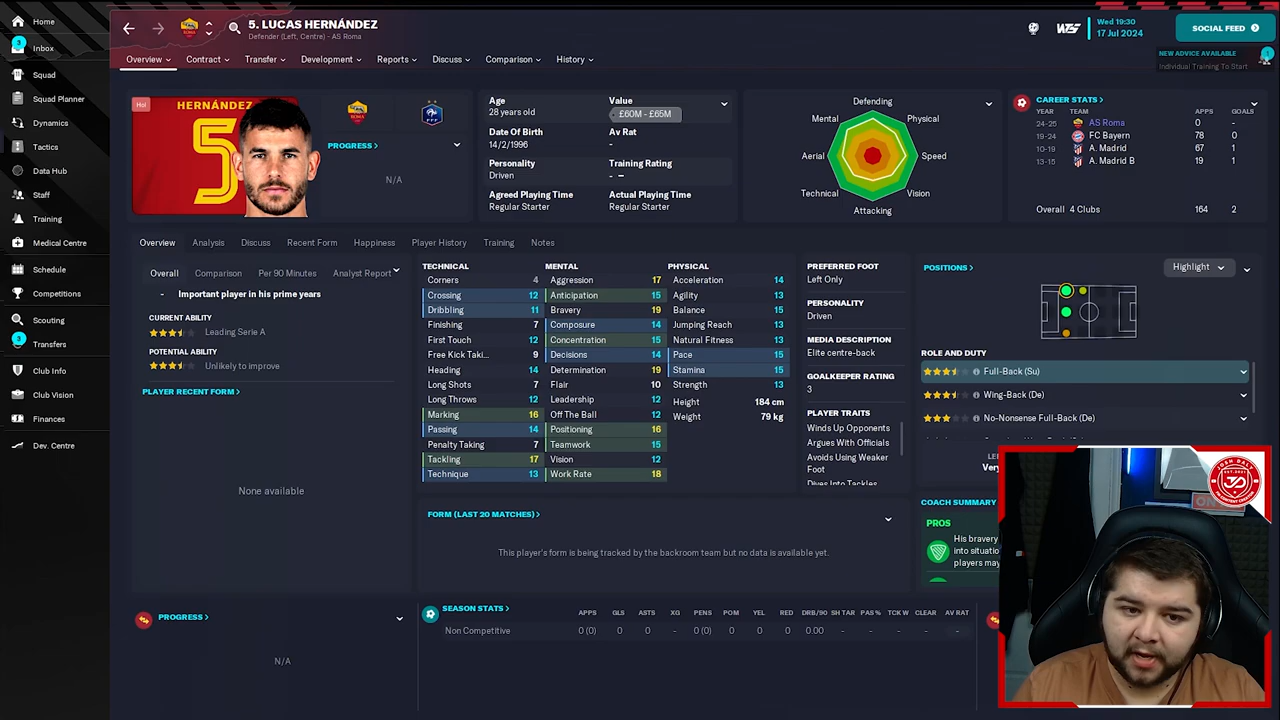 Home
Inbox
Squad
Squad Planner
Dynamics
Tactics
Data Hub
Staff
Training
Medical Centre
Schedule
Competitions
Scouting
Transfers
Club Info
Club Vision
Finances
Dev. Centre
3
3
5. LUCAS HERNÁNDEZ
Defender (Left, Centre) - AS Roma
Wed 19:30
17 Jul 2024
SOCIAL FEED
NEW ADVICE AVAILABLE
Individual Training To Start
1
Overview Contract Transfer Development Reports Discuss Comparison History
Hol
HERNÁNDEZ
5
ROMA
FFF
PROGRESS >
N/A
Age
28 years old
Value
£60M - £65M
Date Of Birth
14/2/1996
Av Rat
-
Personality
Driven
Training Rating
- -
Agreed Playing Time
Regular Starter
Actual Playing Time
Regular Starter
Defending
Mental Physical
Aerial Speed
Technical Vision
Attacking
CAREER STATS >
YEAR TEAM APPS GOALS
24-25 AS Roma 0 -
19-24 FC Bayern 78 0
10-19 A. Madrid 67 1
13-15 A. Madrid B 19 1
Overall 4 Clubs 164 2
Overview Analysis Discuss Recent Form Happiness Player History Training Notes
Overall Comparison Per 90 Minutes Analyst Report
- Important player in his prime years
CURRENT ABILITY
Leading Serie A
POTENTIAL ABILITY
Unlikely to improve
PLAYER RECENT FORM >
None available
TECHNICAL
Corners 4
Crossing 12
Dribbling 11
Finishing 7
First Touch 12
Free Kick Taki... 9
Heading 14
Long Shots 7
Long Throws 12
Marking 16
Passing 14
Penalty Taking 7
Tackling 17
Technique 13
MENTAL
Aggression 17
Anticipation 15
Bravery 19
Composure 14
Concentration 15
Decisions 14
Determination 19
Flair 10
Leadership 12
Off The Ball 12
Positioning 16
Teamwork 15
Vision 12
Work Rate 18
PHYSICAL
Acceleration 14
Agility 13
Balance 15
Jumping Reach 13
Natural Fitness 13
Pace 15
Stamina 15
Strength 13
Height 184 cm
Weight 79 kg
PREFERRED FOOT
Left Only
PERSONALITY
Driven
MEDIA DESCRIPTION
Elite centre-back
GOALKEEPER RATING
3
PLAYER TRAITS
Winds Up Opponents
Argues With Officials
Avoids Using Weaker
Foot
Dives Into Tackles
POSITIONS >
Highlight
ROLE AND DUTY
Full-Back (Su)
Wing-Back (De)
No-Nonsense Full-Back (De)
Very
COACH SUMMARY
PROS
His bravery
into situatio
players may
FORM (LAST 20 MATCHES) >
This player's form is being tracked by the backroom team but no data is available yet.
PROGRESS >
N/A
SEASON STATS >
APPS GLS ASTS XG PENS POM YEL RED DRB/90 SH TAR PAS % TCK W CLEAR AV RAT
Non Competitive 0 (0) 0 0 - 0 (0) 0 0 0 0.00 - - - - -
JOSH DALY
JD